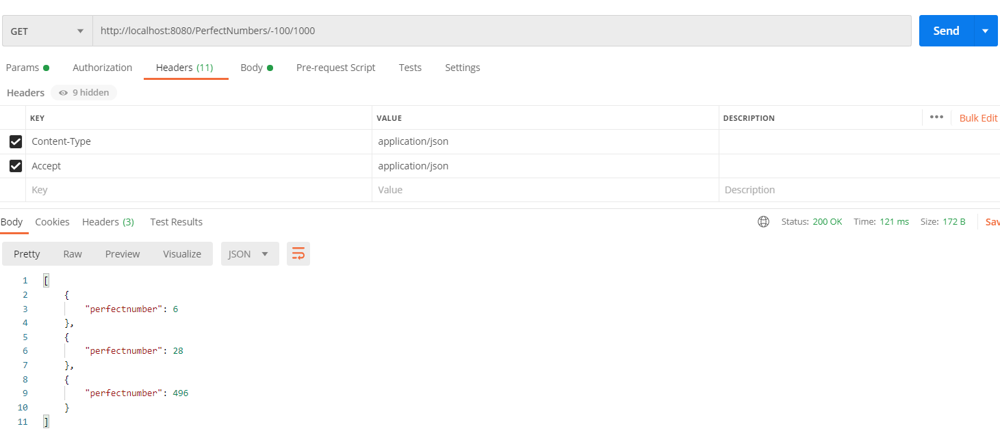 GET http://localhost:8080/PerfectNumbers/-100/1000 Send
Params Authorization Headers (11) Body Pre-request Script Tests Settings
Headers 9 hidden
KEY VALUE DESCRIPTION ••• Bulk Edit
Content-Type application/json
Accept application/json
Key Value Description
Body Cookies Headers (3) Test Results Status: 200 OK Time: 121 ms Size: 172 B Sav
Pretty Raw Preview Visualize JSON
1 [
2 {
3 "perfectnumber": 6
4 },
5 {
6 "perfectnumber": 28
7 },
8 {
9 "perfectnumber": 496
10 }
11 ]